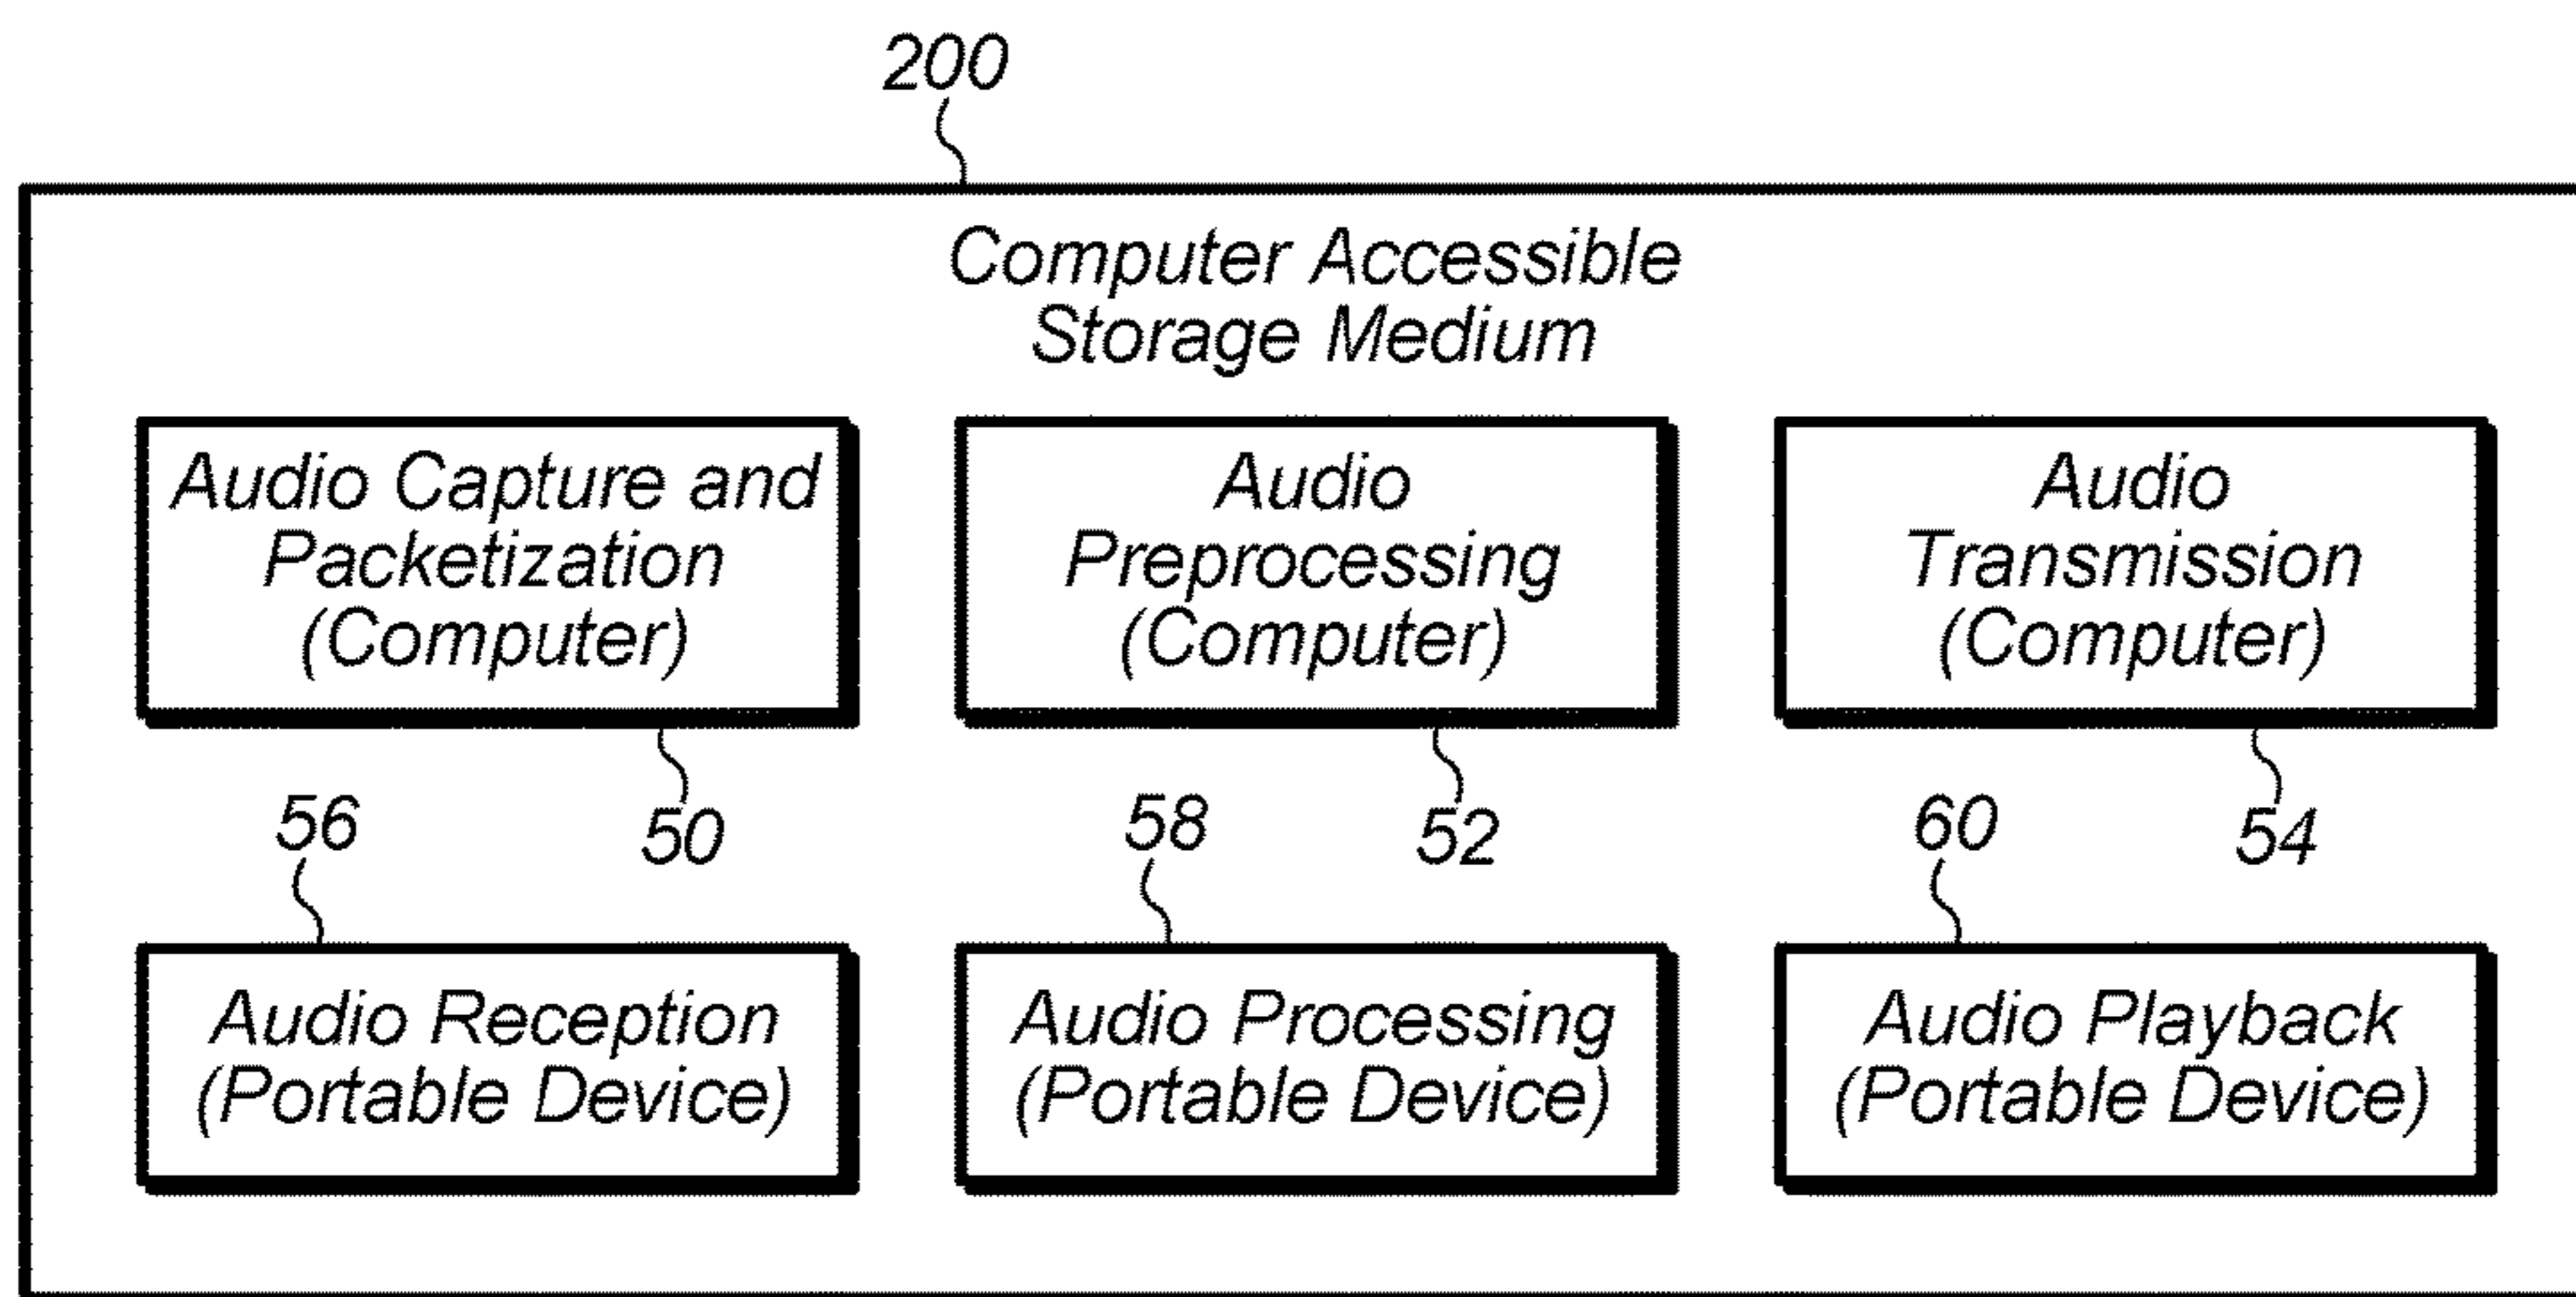 200
Computer Accessible
Storage Medium
Audio Capture and
Packetization
(Computer)
Audio
Preprocessing
(Computer)
Audio
Transmission
(Computer)
50
52
54
56
58
60
Audio Reception
(Portable Device)
Audio Processing
(Portable Device)
Audio Playback
(Portable Device)